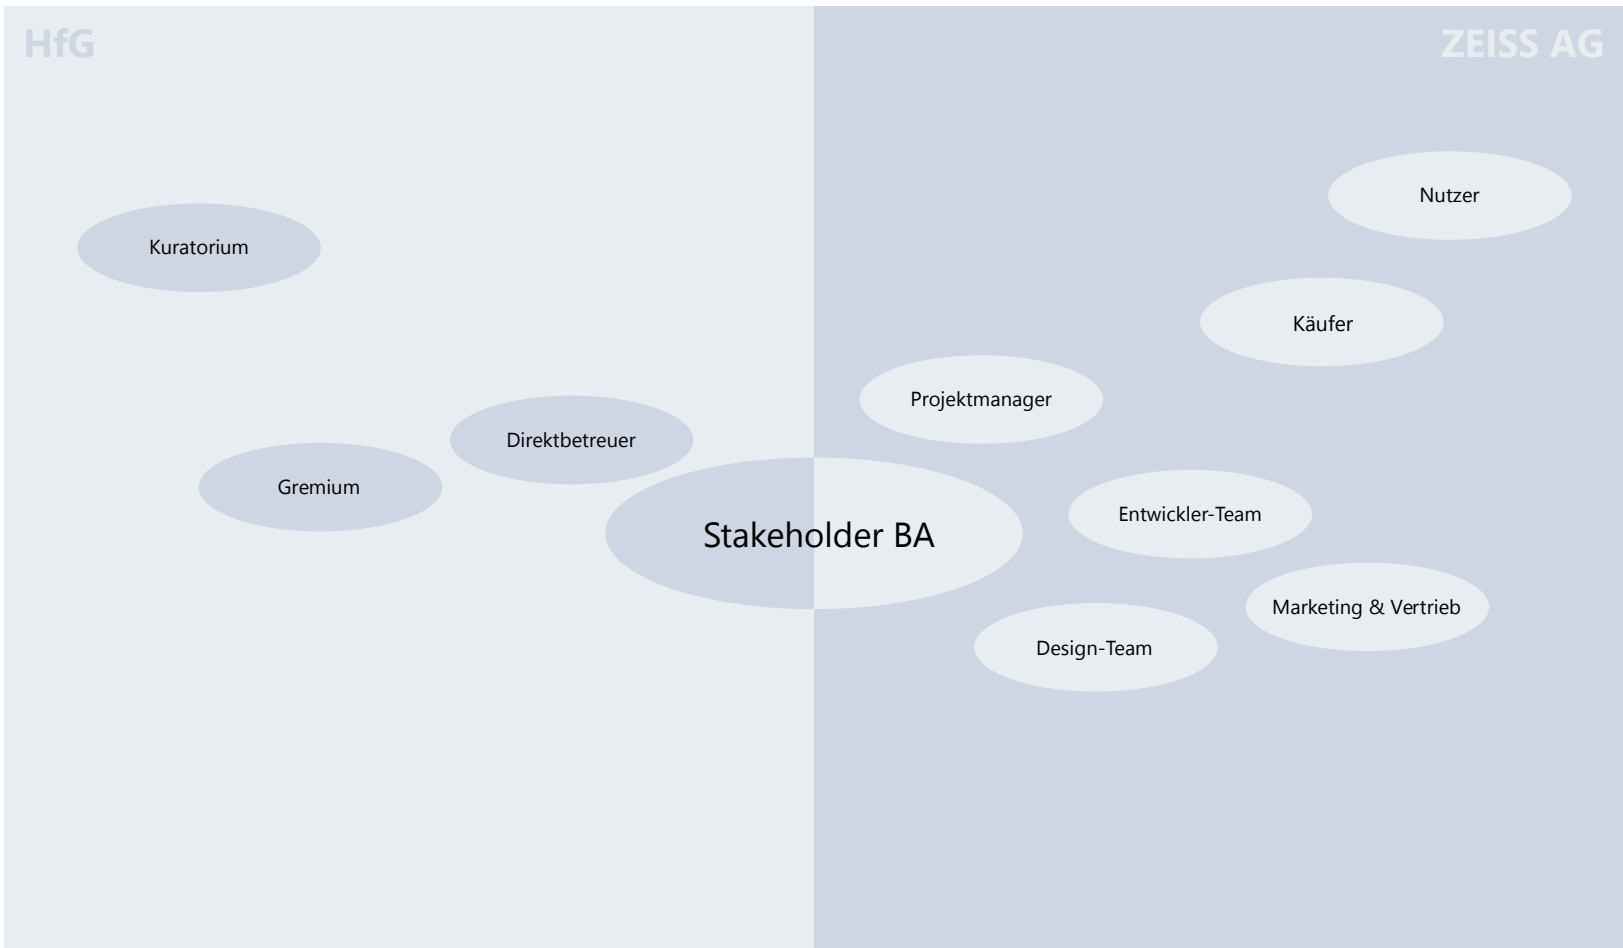 HfG
ZEISS AG
Nutzer
Kuratorium
Käufer
Projektmanager
Direktbetreuer
Gremium
Entwickler-Team
Stakeholder BA
Marketing & Vertrieb
Design-Team